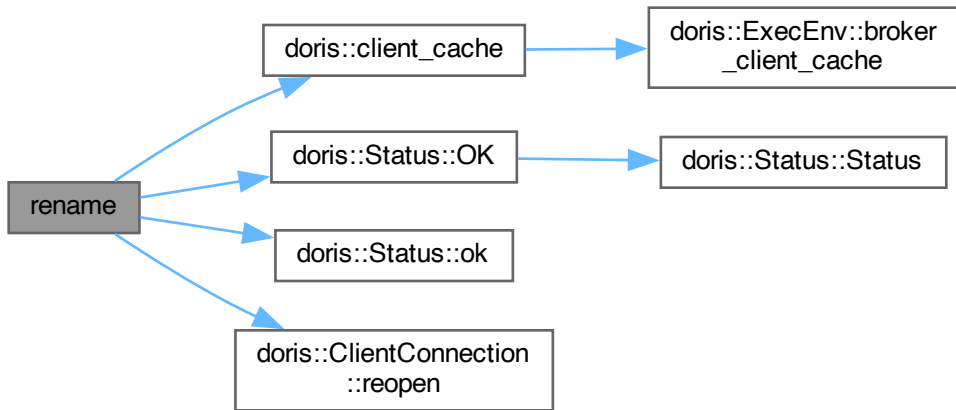 rename
doris::client_cache
doris::ExecEnv::broker
_client_cache
doris::Status::OK
doris::Status::Status
doris::Status::ok
doris::ClientConnection
::reopen